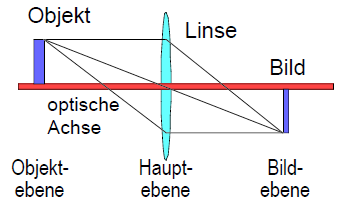 Objekt
Linse
Bild
optische
Achse
Objekt-
ebene
Haupt-
ebene
Bild-
ebene